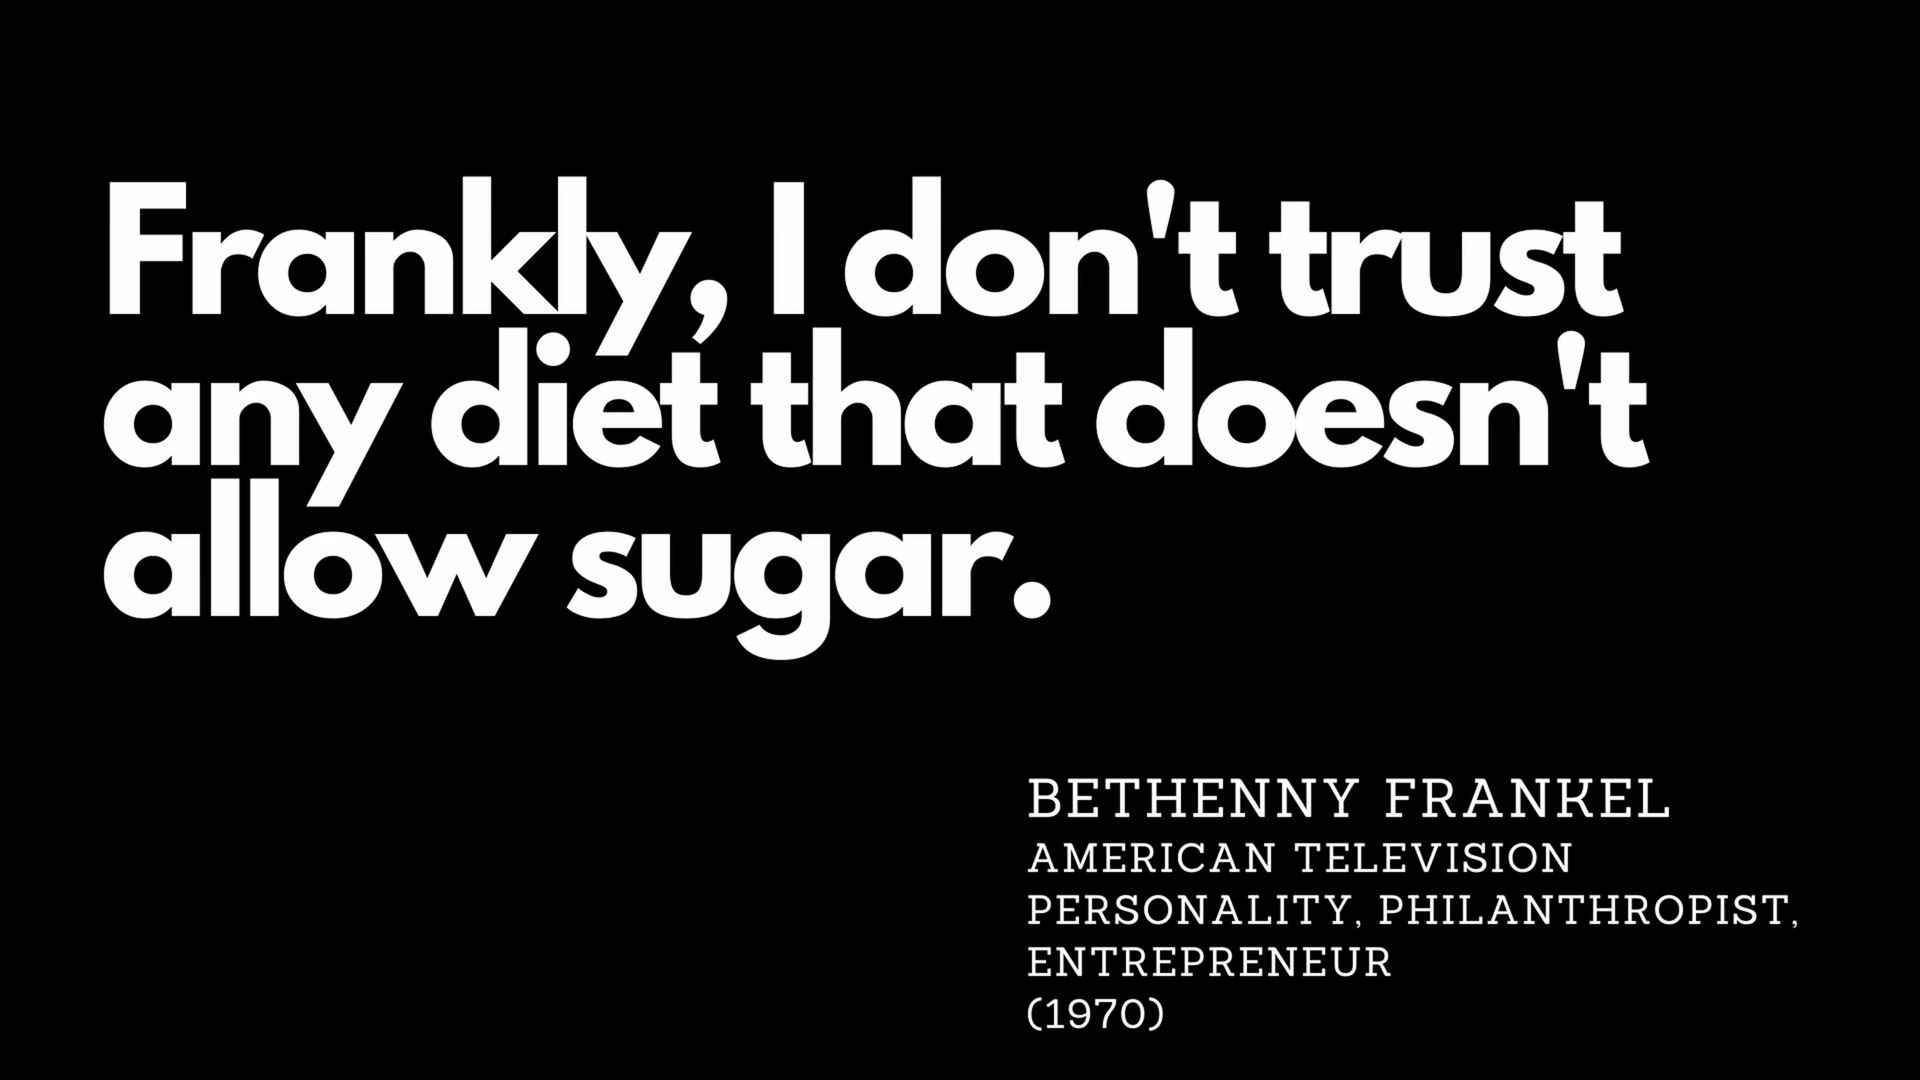 Frankly, I don't trust
any diet that doesn't
allow sugar.
BETHENNY FRANKEL
AMERICAN TELEVISION
PERSONALITY, PHILANTHROPIST,
ENTREPRENEUR
(1970)